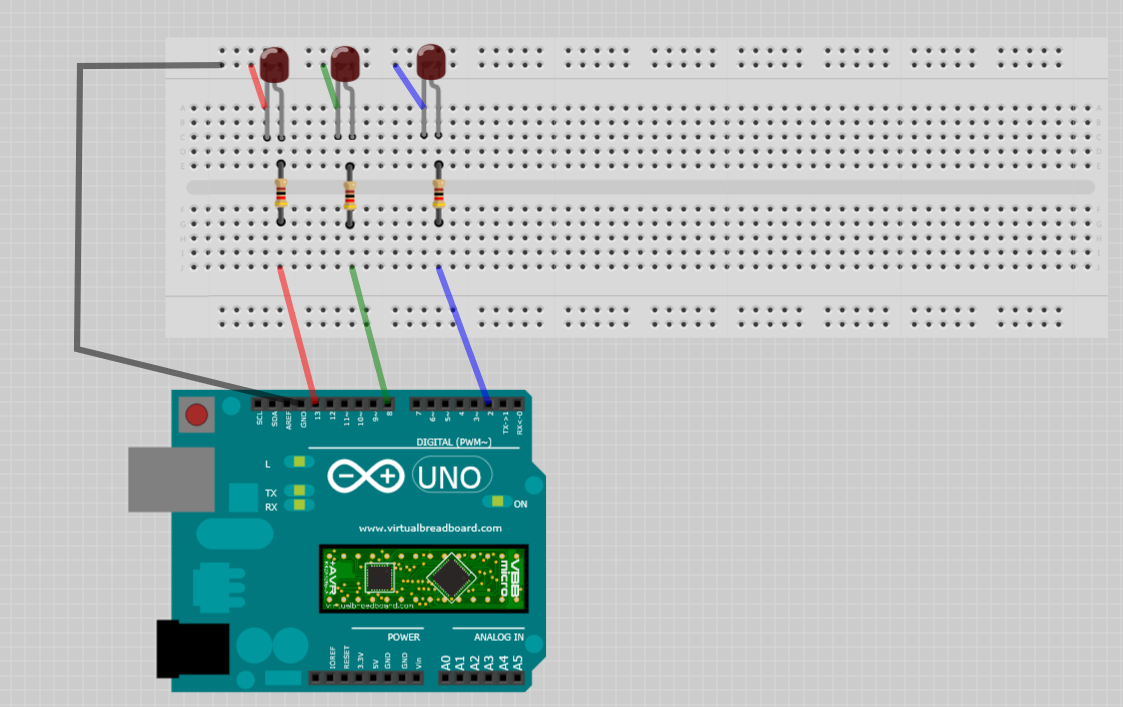 A A
B B
C C
D D
E E
F F
G G
H H
I I
J J
SCL SDA AREF GND 13 12 11~ 10~ 9~ 8 7 6~ 5~ 4 3~ 2 TX->1 RX<-0
DIGITAL (PWM~)
L
TX
RX
UNO
ON
www.virtualbreadboard.com
AVR
VBB
micro
virtualbreadboard.com
POWER ANALOG IN
IOREF RESET 3.3V 5V GND GND Vin A0 A1 A2 A3 A4 A5